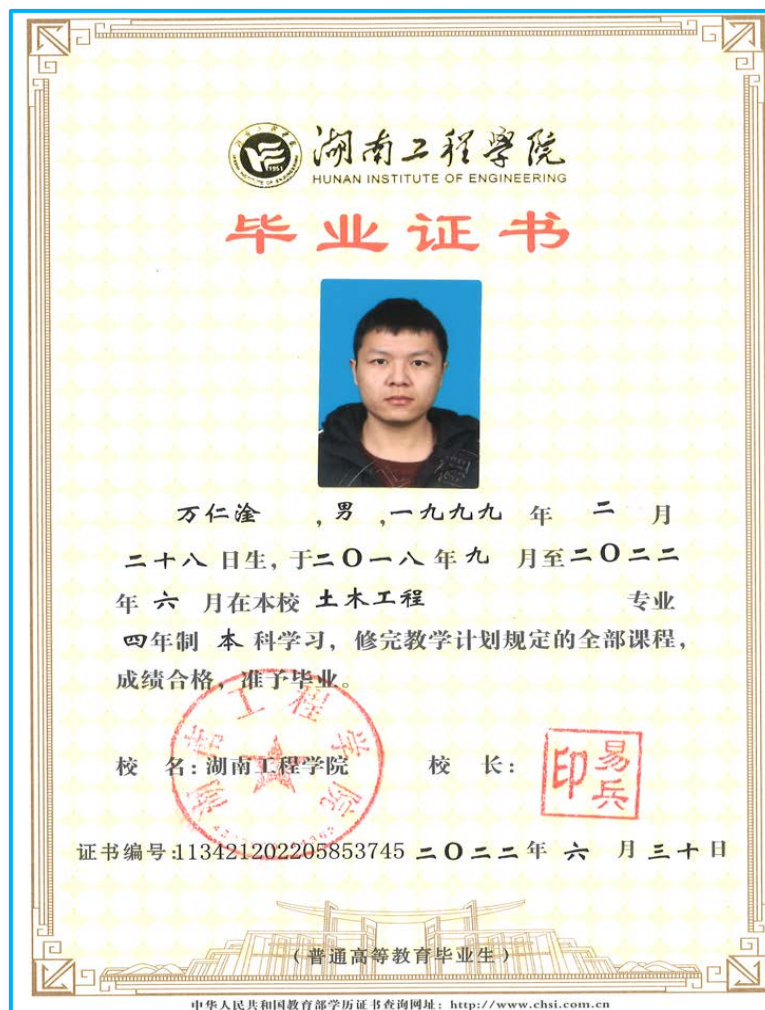 湖南工程學院
HUNAN INSTITUTE OF ENGINEERING
毕业证书
万仁淦 ,男,一九九九 年 二 月
二十八日生,于二〇一八年九 月至二〇二二
年 六 月在本校 土木工程 专业
四年制 本 科学习，修完教学计划规定的全部课程，
成绩合格，准予毕业。
湖南工程学院
校 名:湖南工程学院 校 长:
易兵印
证书编号:113421202205853745 二〇二二年 六 月三十日
(普通高等教育毕业生)
中华人民共和国教育部学历证书查询网址: http://www.chsi.com.cn